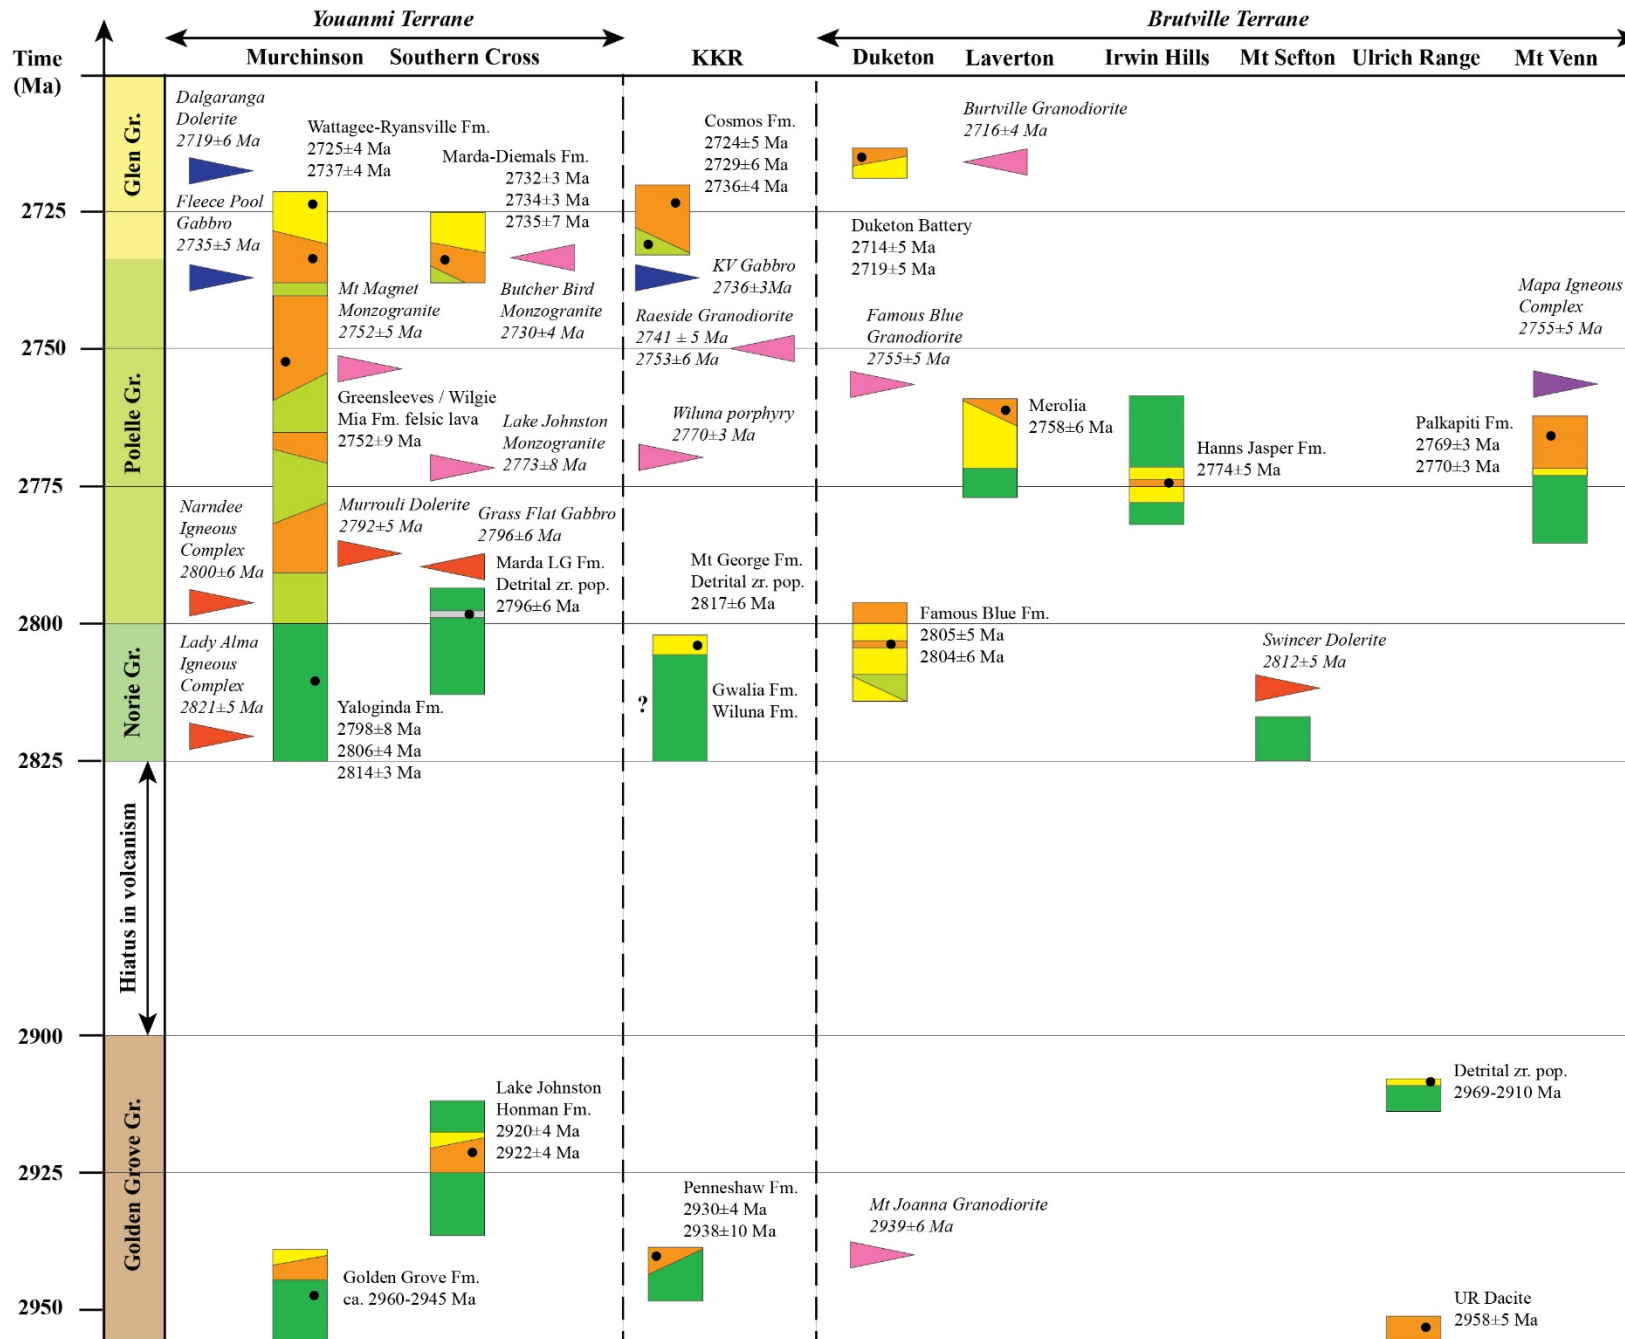 Youanmi Terrane
Brutville Terrane
Time
(Ma)
Murchinson
Southern Cross
KKR
Duketon
Laverton
Irwin Hills
Mt Sefton
Ulrich Range
Mt Venn
Glen Gr.
Polelle Gr.
Norie Gr.
Hiatus in volcanism
Golden Grove Gr.
2725
2750
2775
2800
2825
2900
2925
2950
Dalgaranga
Dolerite
2719±6 Ma
Fleece Pool
Gabbro
2735±5 Ma
Wattagee-Ryansville Fm.
2725±4 Ma
2737±4 Ma
Mt Magnet
Monzogranite
2752±5 Ma
Greensleeves / Wilgie
Mia Fm. felsic lava
2752±9 Ma
Narndee
Igneous
Complex
2800±6 Ma
Murrouli Dolerite
2792±5 Ma
Lady Alma
Igneous
Complex
2821±5 Ma
Yaloginda Fm.
2798±8 Ma
2806±4 Ma
2814±3 Ma
Golden Grove Fm.
ca. 2960-2945 Ma
Marda-Diemals Fm.
2732±3 Ma
2734±3 Ma
2735±7 Ma
Butcher Bird
Monzogranite
2730±4 Ma
Lake Johnston
Monzogranite
2773±8 Ma
Grass Flat Gabbro
2796±6 Ma
Marda LG Fm.
Detrital zr. pop.
2796±6 Ma
Lake Johnston
Honman Fm.
2920±4 Ma
2922±4 Ma
Cosmos Fm.
2724±5 Ma
2729±6 Ma
2736±4 Ma
KV Gabbro
2736±3Ma
Raeside Granodiorite
2741 ± 5 Ma
2753±6 Ma
Wiluna porphyry
2770±3 Ma
Mt George Fm.
Detrital zr. pop.
2817±6 Ma
?
Gwalia Fm.
Wiluna Fm.
Penneshaw Fm.
2930±4 Ma
2938±10 Ma
Duketon Battery
2714±5 Ma
2719±5 Ma
Famous Blue
Granodiorite
2755±5 Ma
Famous Blue Fm.
2805±5 Ma
2804±6 Ma
Mt Joanna Granodiorite
2939±6 Ma
Burtville Granodiorite
2716±4 Ma
Merolia
2758±6 Ma
Hanns Jasper Fm.
2774±5 Ma
Swincer Dolerite
2812±5 Ma
Detrital zr. pop.
2969-2910 Ma
UR Dacite
2958±5 Ma
Mapa Igneous
Complex
2755±5 Ma
Palkapiti Fm.
2769±3 Ma
2770±3 Ma